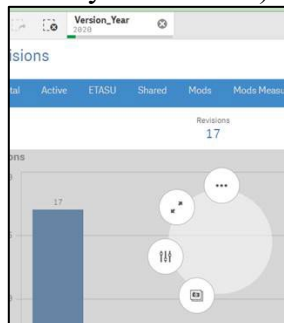 Version_Year
2020
isions
tal Active ETASU Shared Mods Mods Measu
Revisions
17
ons
17